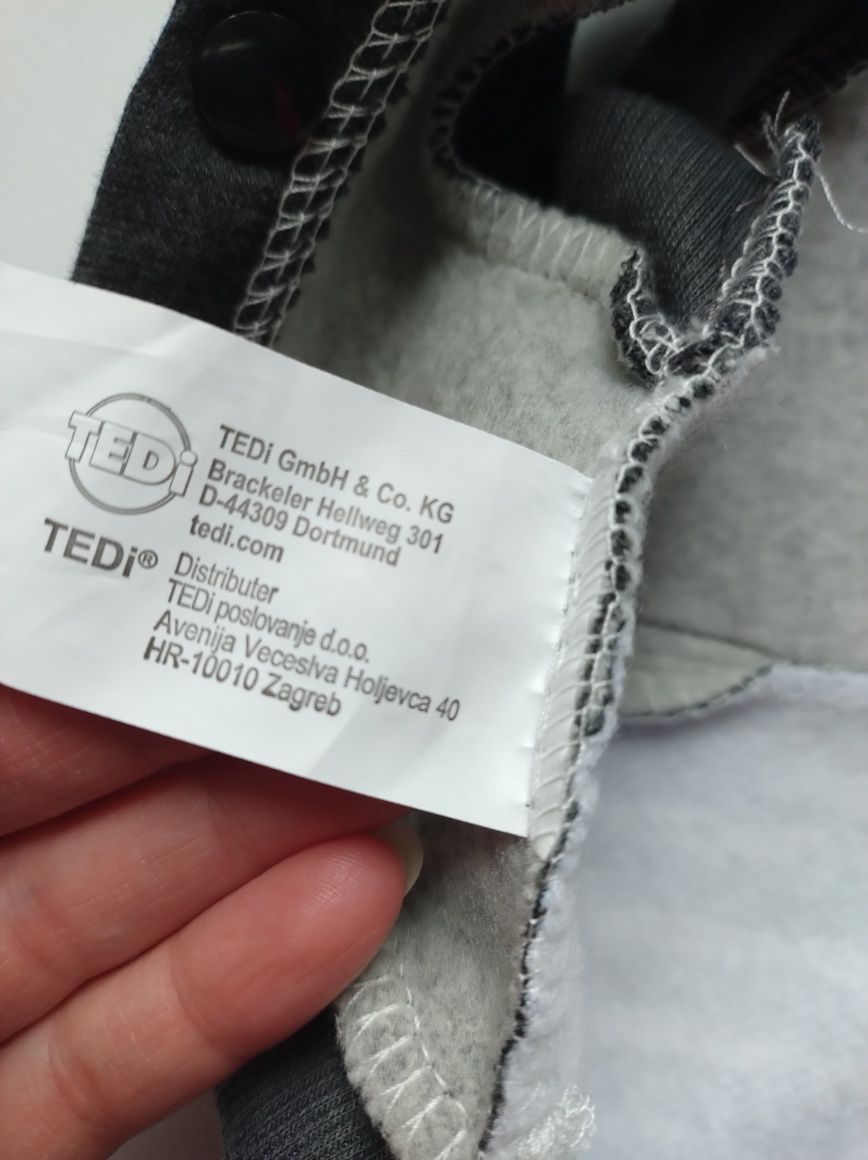 TEDi
TEDi®
TEDi GmbH & Co. KG
Brackeler Hellweg 301
D-44309 Dortmund
tedi.com
Distributer
TEDi poslovanje d.o.o.
Avenija Veceslva Holjevca 40
HR-10010 Zagreb